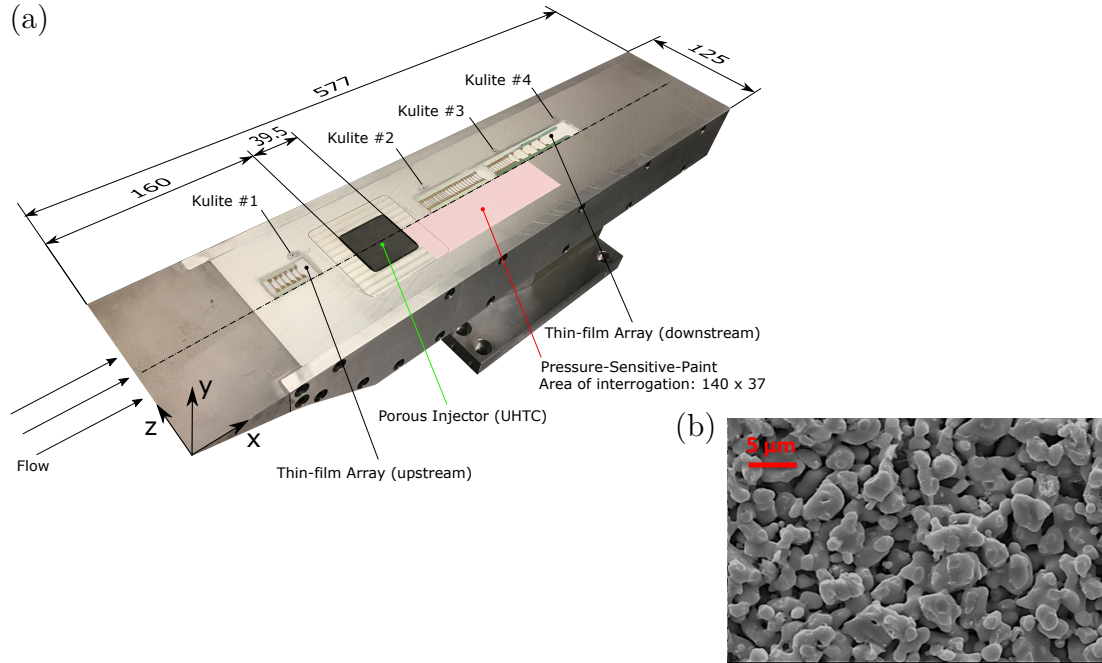 (a)
577
125
39.5
160
Kulite #4
Kulite #3
Kulite #2
Kulite #1
Thin-film Array (downstream)
Pressure-Sensitive-Paint
Area of interrogation: 140 x 37
Porous Injector (UHTC)
Thin-film Array (upstream)
Flow
y
z
x
(b)
5 μm